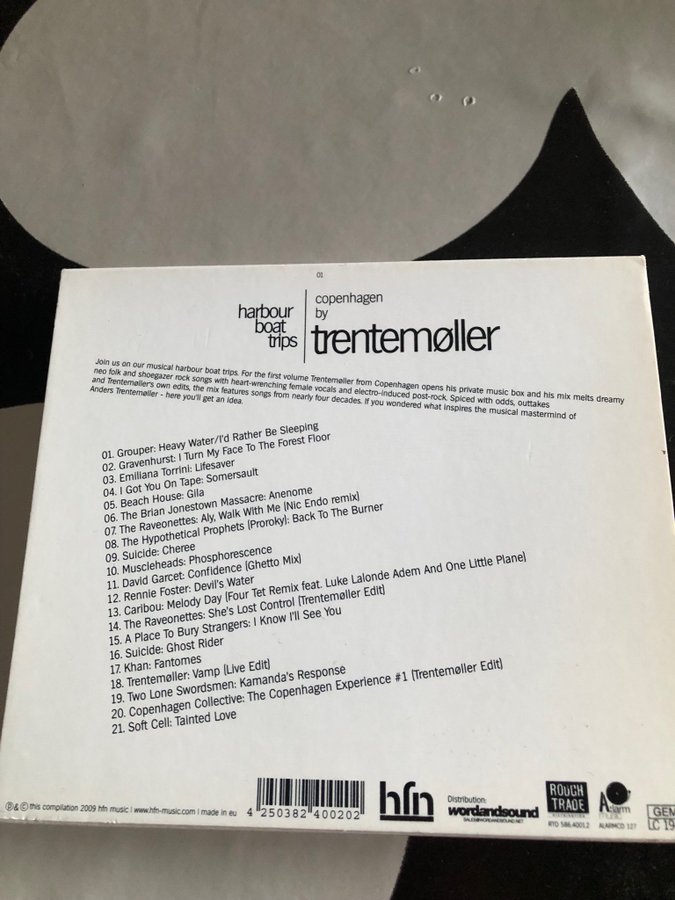 01
harbour
boat
trips
copenhagen
by
trentemøller
Join us on our musical harbour boat trips. For the first volume Trentemøller from Copenhagen opens his private music box and his mix melts dreamy
neo folk and shoegazer rock songs with heart-wrenching female vocals and electro-induced post-rock. Spiced with odds, outtakes
and Trentemøller's own edits, the mix features songs from nearly four decades. If you wondered what inspires the musical mastermind of
Anders Trentemøller - here you'll get an idea.
01. Grouper: Heavy Water/I'd Rather Be Sleeping
02. Gravenhurst: I Turn My Face To The Forest Floor
03. Emiliana Torrini: Lifesaver
04. I Got You On Tape: Somersault
05. Beach House: Gila
06. The Brian Jonestown Massacre: Anenome
07. The Raveonettes: Aly, Walk With Me (Nic Endo remix)
08. The Hypothetical Prophets (Proroky): Back To The Burner
09. Suicide: Cheree
10. Muscleheads: Phosphorescence
11. David Garcet: Confidence (Ghetto Mix)
12. Rennie Foster: Devil's Water
13. Caribou: Melody Day (Four Tet Remix feat. Luke Lalonde Adem And One Little Plane)
14. The Raveonettes: She's Lost Control (Trentemøller Edit)
15. A Place To Bury Strangers: I Know I'll See You
16. Suicide: Ghost Rider
17. Khan: Fantomes
18. Trentemøller: Vamp (Live Edit)
19. Two Lone Swordsmen: Kamanda's Response
20. Copenhagen Collective: The Copenhagen Experience #1 (Trentemøller Edit)
21. Soft Cell: Tainted Love
℗ & © this compilation 2009 hfn music | www.hfn-music.com | made in eu
4 250382 400202
hfn
Distribution:
wordandsound
SALES@WORDANDSOUND.NET
ROUGH
TRADE
DISTRIBUTION
RTD 586.4001.2
Alarm
music
ALARMCD 127
GEM
LC 19